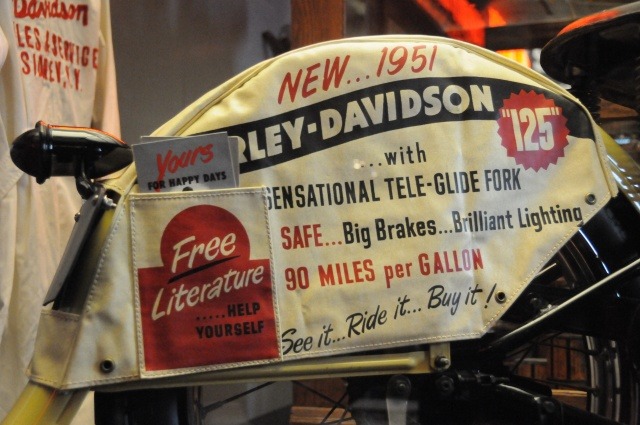 Davidson
LES & SERVICE
SIDNEY, N.Y.
NEW...1951
RLEY-DAVIDSON
"125"
...with
SENSATIONAL TELE-GLIDE FORK
SAFE...Big Brakes...Brilliant Lighting
90 MILES per GALLON
See it...Ride it...Buy it!
Yours
FOR HAPPY DAYS
Free
Literature
.....HELP
YOURSELF